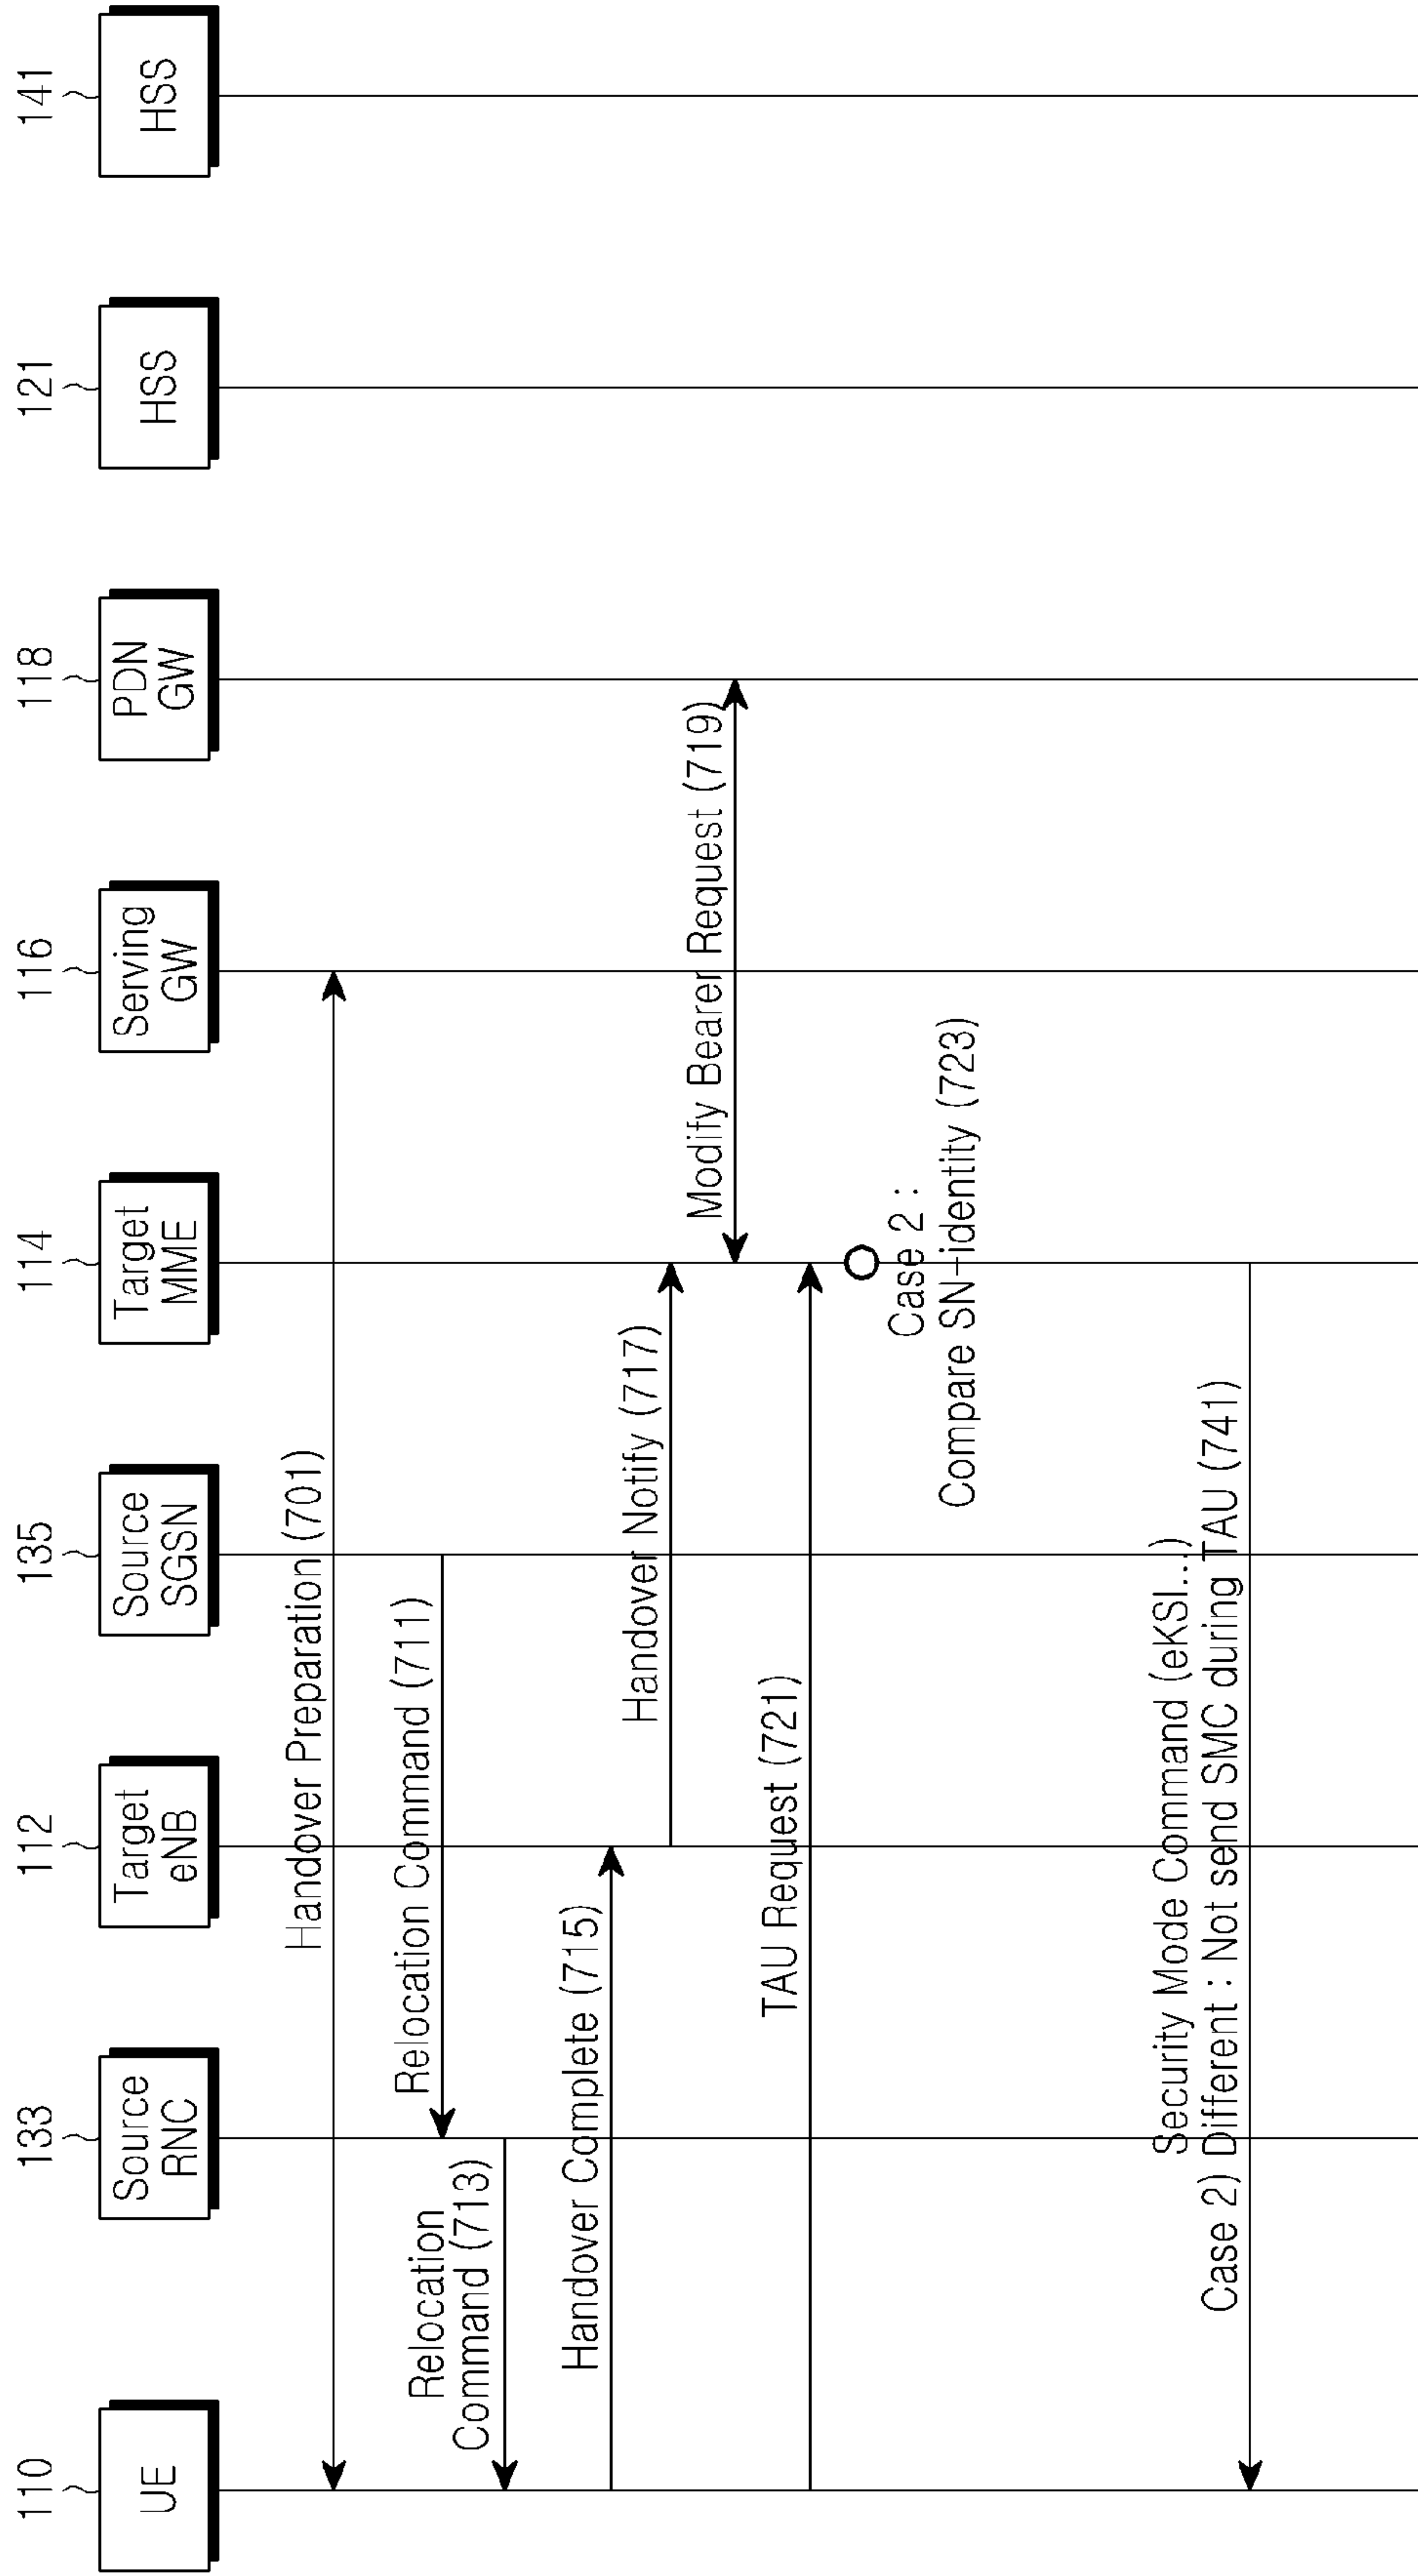 110
133
112
135
114
116
118
121
141
UE
Source
RNC
Target
eNB
Source
SGSN
Target
MME
Serving
GW
PDN
GW
HSS
HSS
Handover Preparation (701)
Relocation Command (711)
Relocation
Command (713)
Handover Complete (715)
Handover Notify (717)
Modify Bearer Request (719)
TAU Request (721)
Case 2 :
Compare SN-identity (723)
Security Mode Command (eKSI...)
Case 2) Different : Not send SMC during TAU (741)